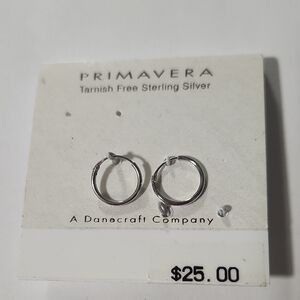 PRIMAVERA
Tarnish Free Sterling Silver
A Danecraft Company
$25.00